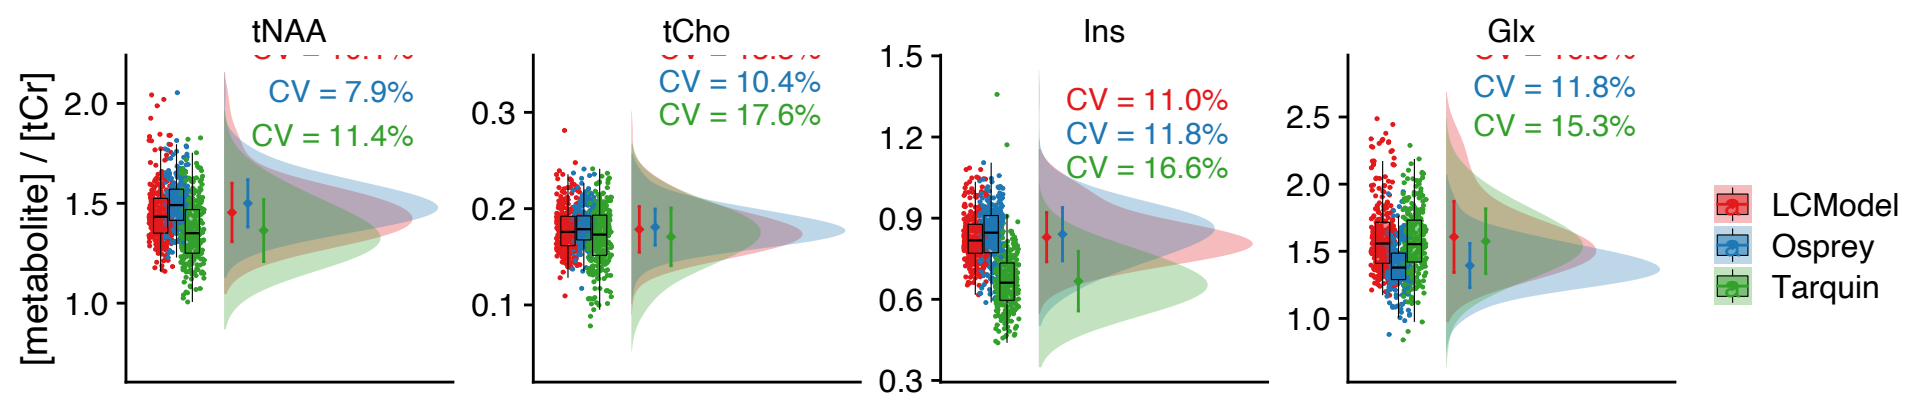 tNAA
tCho
Ins
Glx
[metabolite] / [tCr]
2.0
1.5
1.0
CV = 7.9%
CV = 11.4%
0.3
0.2
0.1
CV = 10.4%
CV = 17.6%
1.5
1.2
0.9
0.6
0.3
CV = 11.0%
CV = 11.8%
CV = 16.6%
2.5
2.0
1.5
1.0
CV = 11.8%
CV = 15.3%
LCModel
Osprey
Tarquin